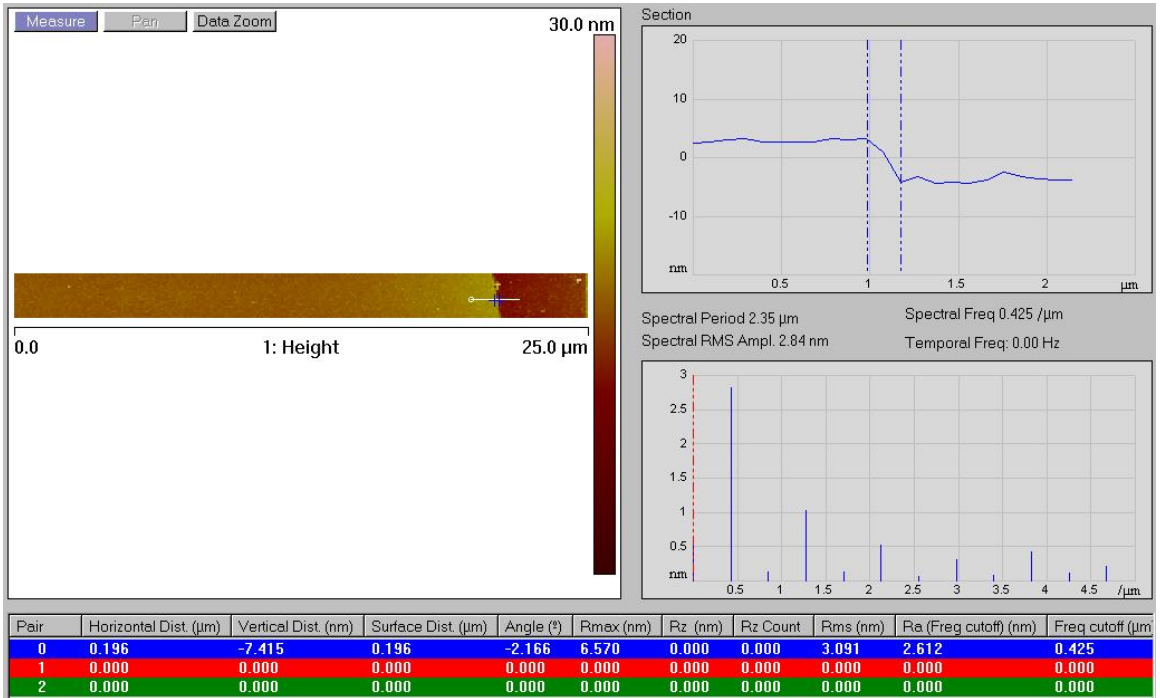 Measure Pan Data Zoom
30.0 nm
0.0 1: Height 25.0 µm
Section
20
10
0
-10
nm
0.5 1 1.5 2 µm
Spectral Period 2.35 µm Spectral Freq 0.425 /µm
Spectral RMS Ampl. 2.84 nm Temporal Freq: 0.00 Hz
3
2.5
2
1.5
1
0.5
nm
0.5 1 1.5 2 2.5 3 3.5 4 4.5 /µm
Pair Horizontal Dist. (µm) Vertical Dist. (nm) Surface Dist. (µm) Angle (º) Rmax (nm) Rz (nm) Rz Count Rms (nm) Ra (Freg cutoff) (nm) Freq cutoff (µm
0 0.196 -7.415 0.196 -2.166 6.570 0.000 0.000 3.091 2.612 0.425
1 0.000 0.000 0.000 0.000 0.000 0.000 0.000 0.000 0.000 0.000
2 0.000 0.000 0.000 0.000 0.000 0.000 0.000 0.000 0.000 0.000